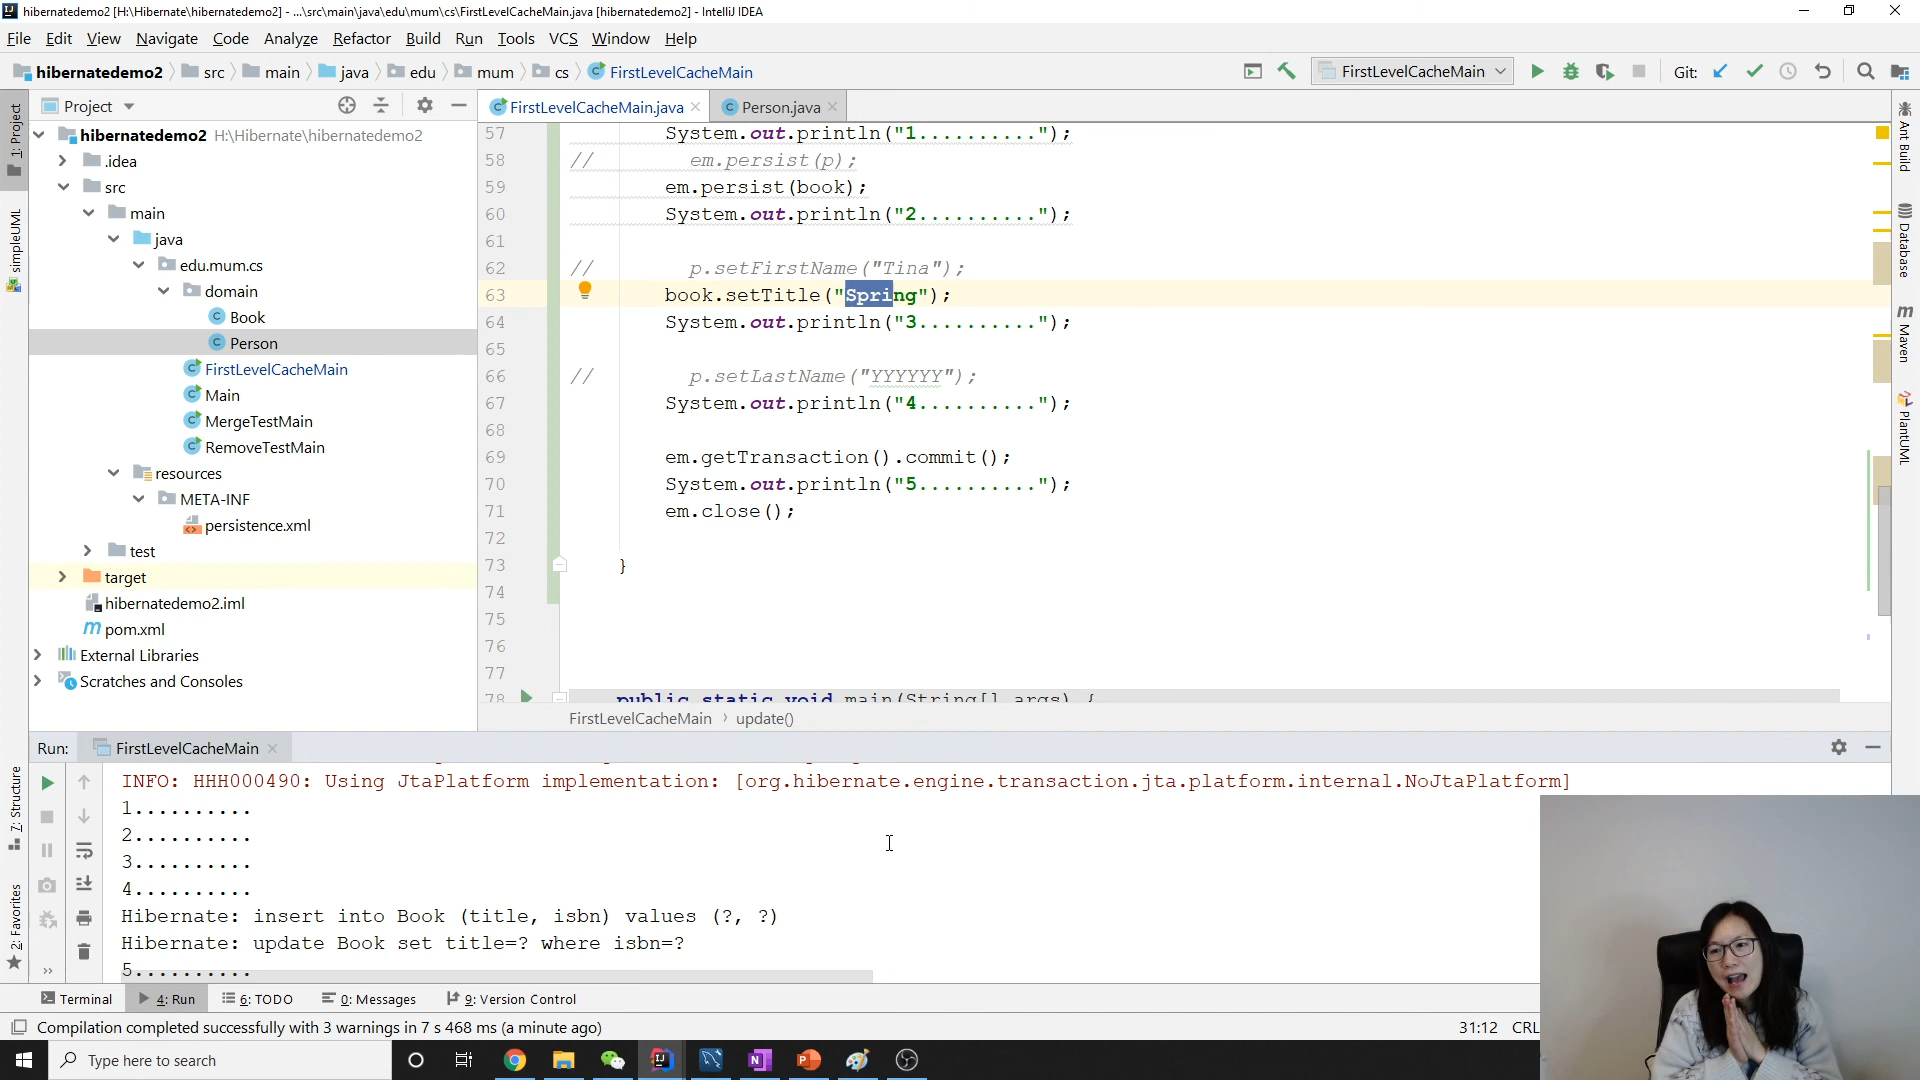 hibernatedemo2 [H:\Hibernate\hibernatedemo2] - ...\src\main\java\edu\mum\cs\FirstLevelCacheMain.java [hibernatedemo2] - IntelliJ IDEA
File Edit View Navigate Code Analyze Refactor Build Run Tools VCS Window Help
hibernatedemo2 src main java edu mum cs FirstLevelCacheMain
FirstLevelCacheMain Git:
Project
FirstLevelCacheMain.java Person.java
1: Project
simpleUML
7: Structure
2: Favorites
hibernatedemo2 H:\Hibernate\hibernatedemo2
.idea
src
main
java
edu.mum.cs
domain
Book
Person
FirstLevelCacheMain
Main
MergeTestMain
RemoveTestMain
resources
META-INF
persistence.xml
test
target
hibernatedemo2.iml
pom.xml
External Libraries
Scratches and Consoles
57 System.out.println("1..........");
58 // em.persist(p);
59 em.persist(book);
60 System.out.println("2..........");
61
62 // p.setFirstName("Tina");
63 book.setTitle("Spring");
64 System.out.println("3..........");
65
66 // p.setLastName("YYYYYY");
67 System.out.println("4..........");
68
69 em.getTransaction().commit();
70 System.out.println("5..........");
71 em.close();
72
73 }
74
75
76
77
78 public static void main(String[] args) {
FirstLevelCacheMain › update()
Ant Build
Database
Maven
PlantUML
Run: FirstLevelCacheMain
INFO: HHH000490: Using JtaPlatform implementation: [org.hibernate.engine.transaction.jta.platform.internal.NoJtaPlatform]
1..........
2..........
3..........
4..........
Hibernate: insert into Book (title, isbn) values (?, ?)
Hibernate: update Book set title=? where isbn=?
5..........
Terminal 4: Run 6: TODO 0: Messages 9: Version Control
Compilation completed successfully with 3 warnings in 7 s 468 ms (a minute ago) 31:12 CRL
Type here to search